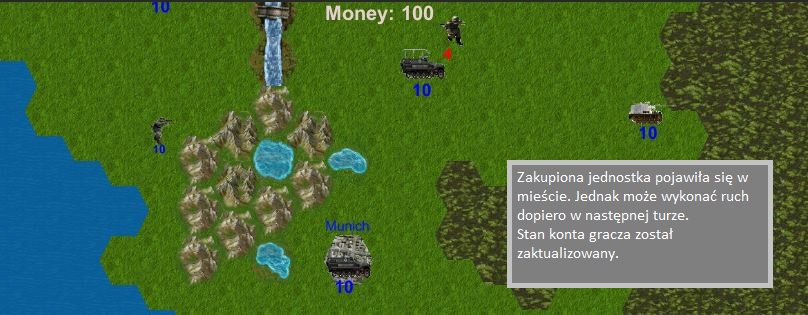 10
Money: 100
4
10
10
10
Zakupiona jednostka pojawiła się w
mieście. Jednak może wykonać ruch
dopiero w następnej turze.
Stan konta gracza został
zaktualizowany.
Munich
10